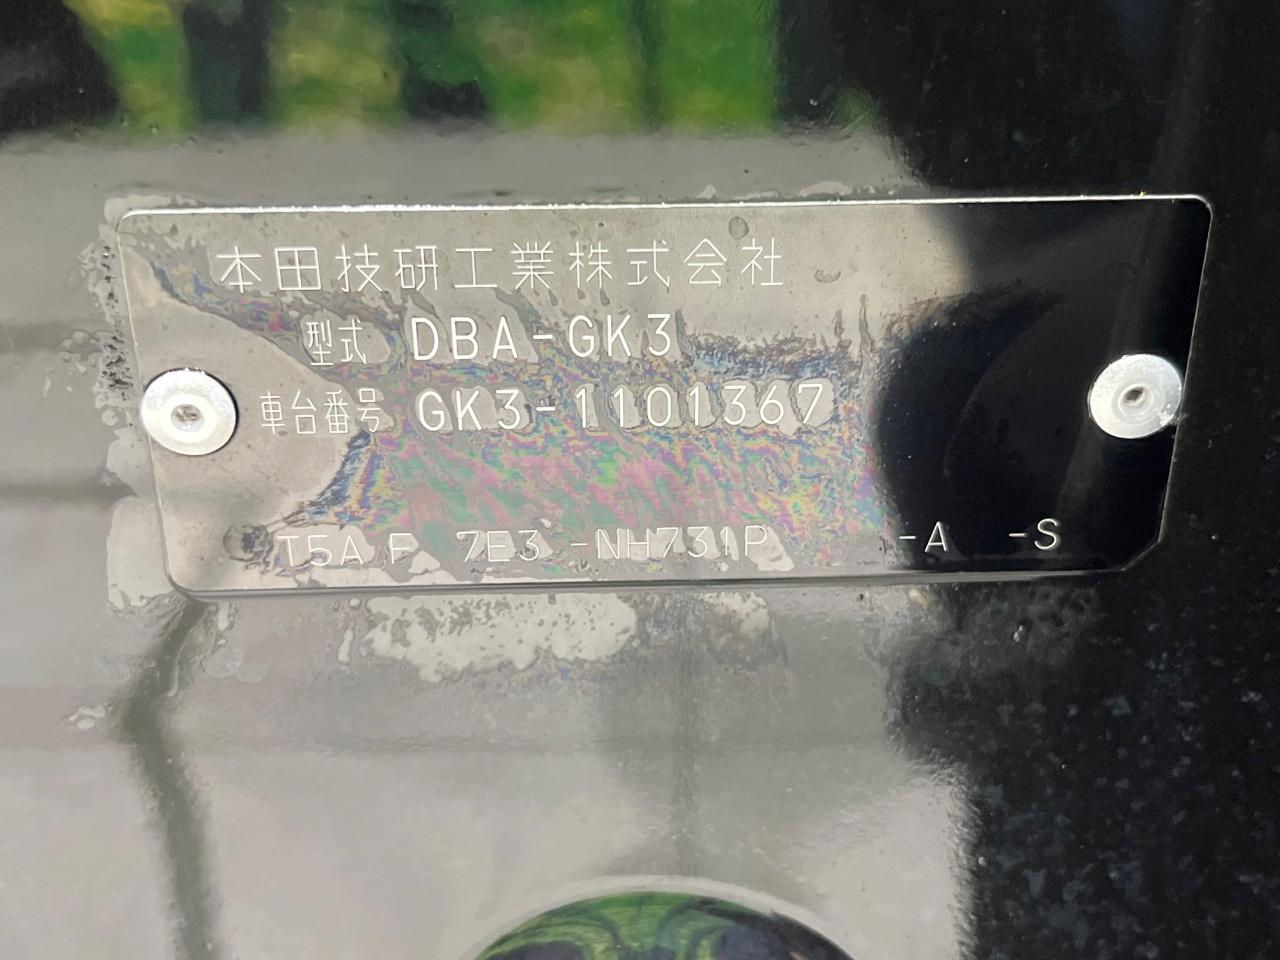 本田技研工業株式会社
型式 DBA-GK3
車台番号 GK3-1101367
T5A F 7E3 -NH731P -A -S